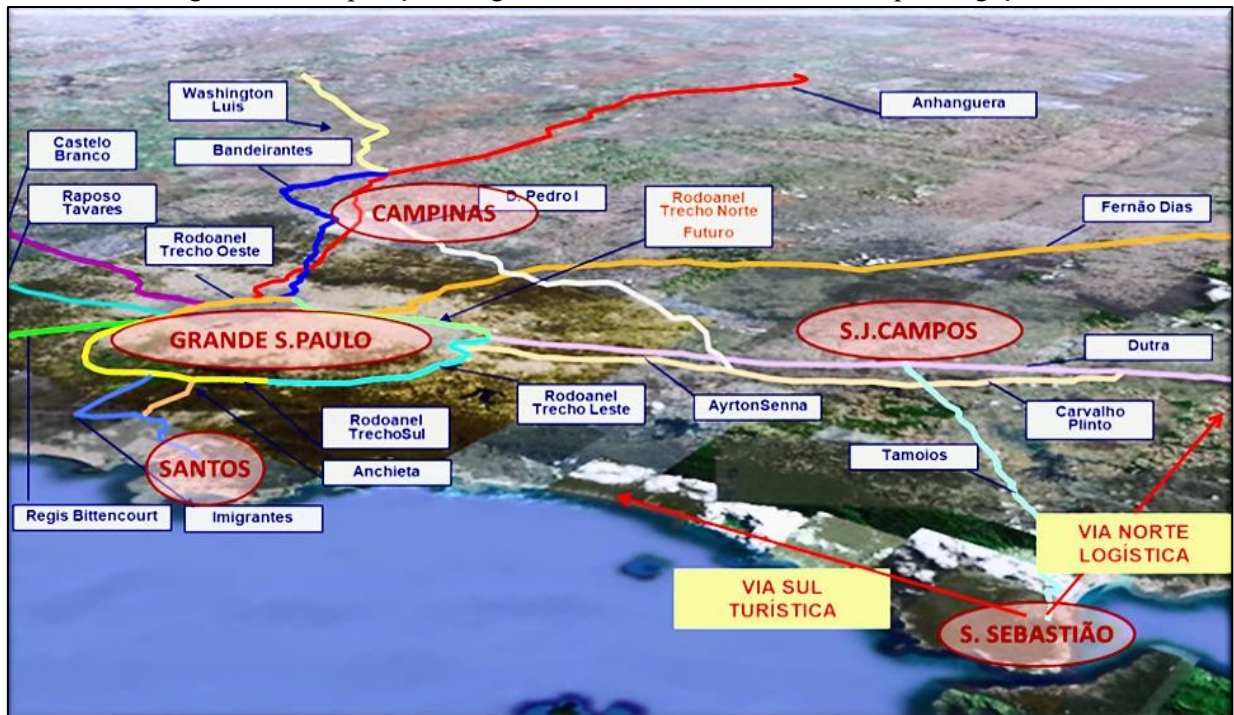 Washington
Luis
Anhanguera
Castelo
Branco
Bandeirantes
Raposo
Tavares
D. Pedro I
CAMPINAS
Rodoanel
Trecho Norte
Futuro
Fernão Dias
Rodoanel
Trecho Oeste
GRANDE S.PAULO
S.J.CAMPOS
Dutra
Rodoanel
Trecho Leste
AyrtonSenna
Carvalho
Plinto
Rodoanel
TrechoSul
SANTOS
Anchieta
Tamoios
Regis Bittencourt
Imigrantes
VIA NORTE
LOGÍSTICA
VIA SUL
TURÍSTICA
S. SEBASTIÃO